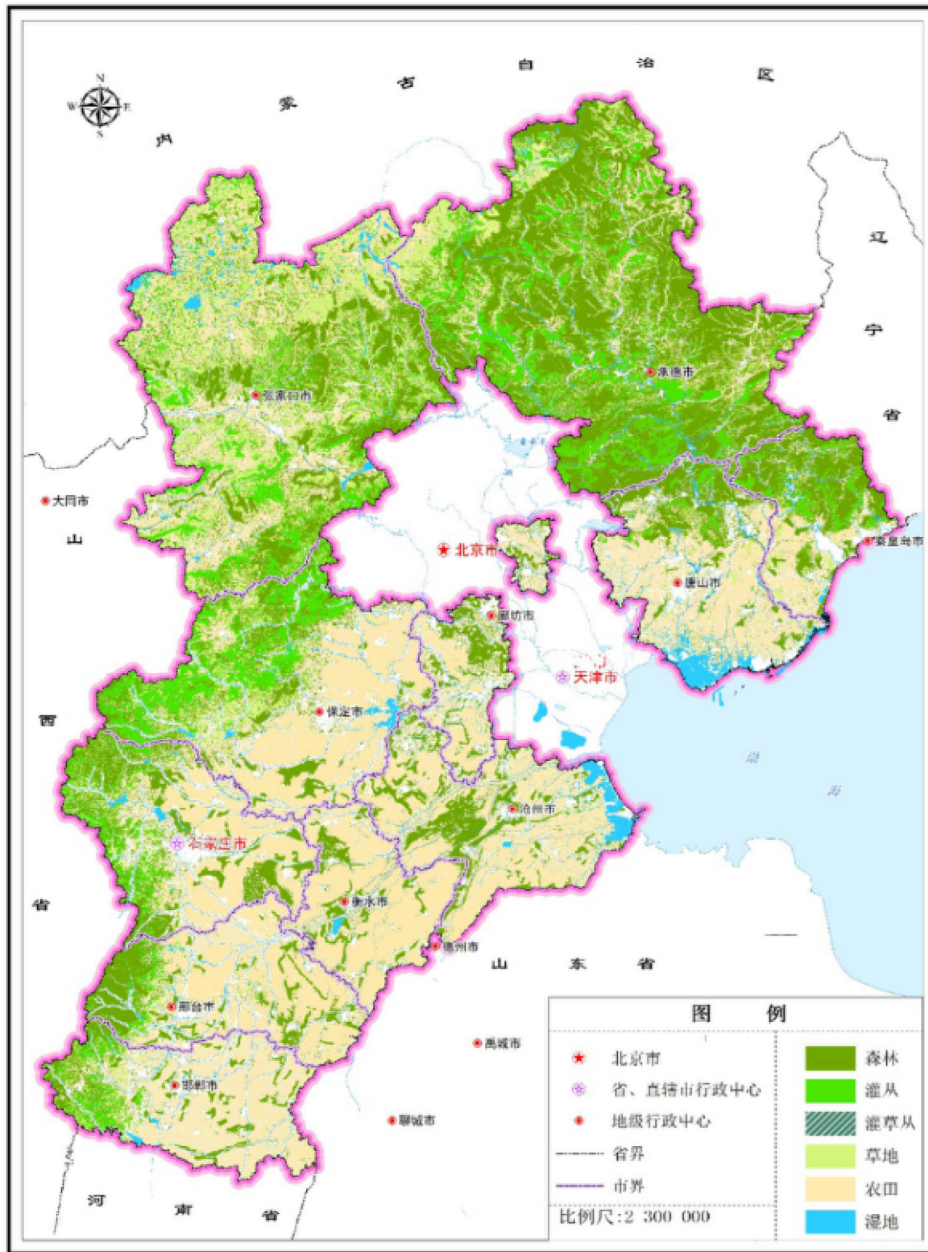 内蒙古自治区
N
W E
S
辽宁省
承德市
张家口市
大同市
山西省
秦皇岛市
北京市
唐山市
廊坊市
天津市
保定市
渤海
沧州市
石家庄市
衡水市
德州市
山东省
邢台市
禹城市
邯郸市
聊城市
河南省
图 例
北京市
省、直辖市行政中心
地级行政中心
省界
市界
比例尺:2 300 000
森林
灌从
灌草从
草地
农田
湿地